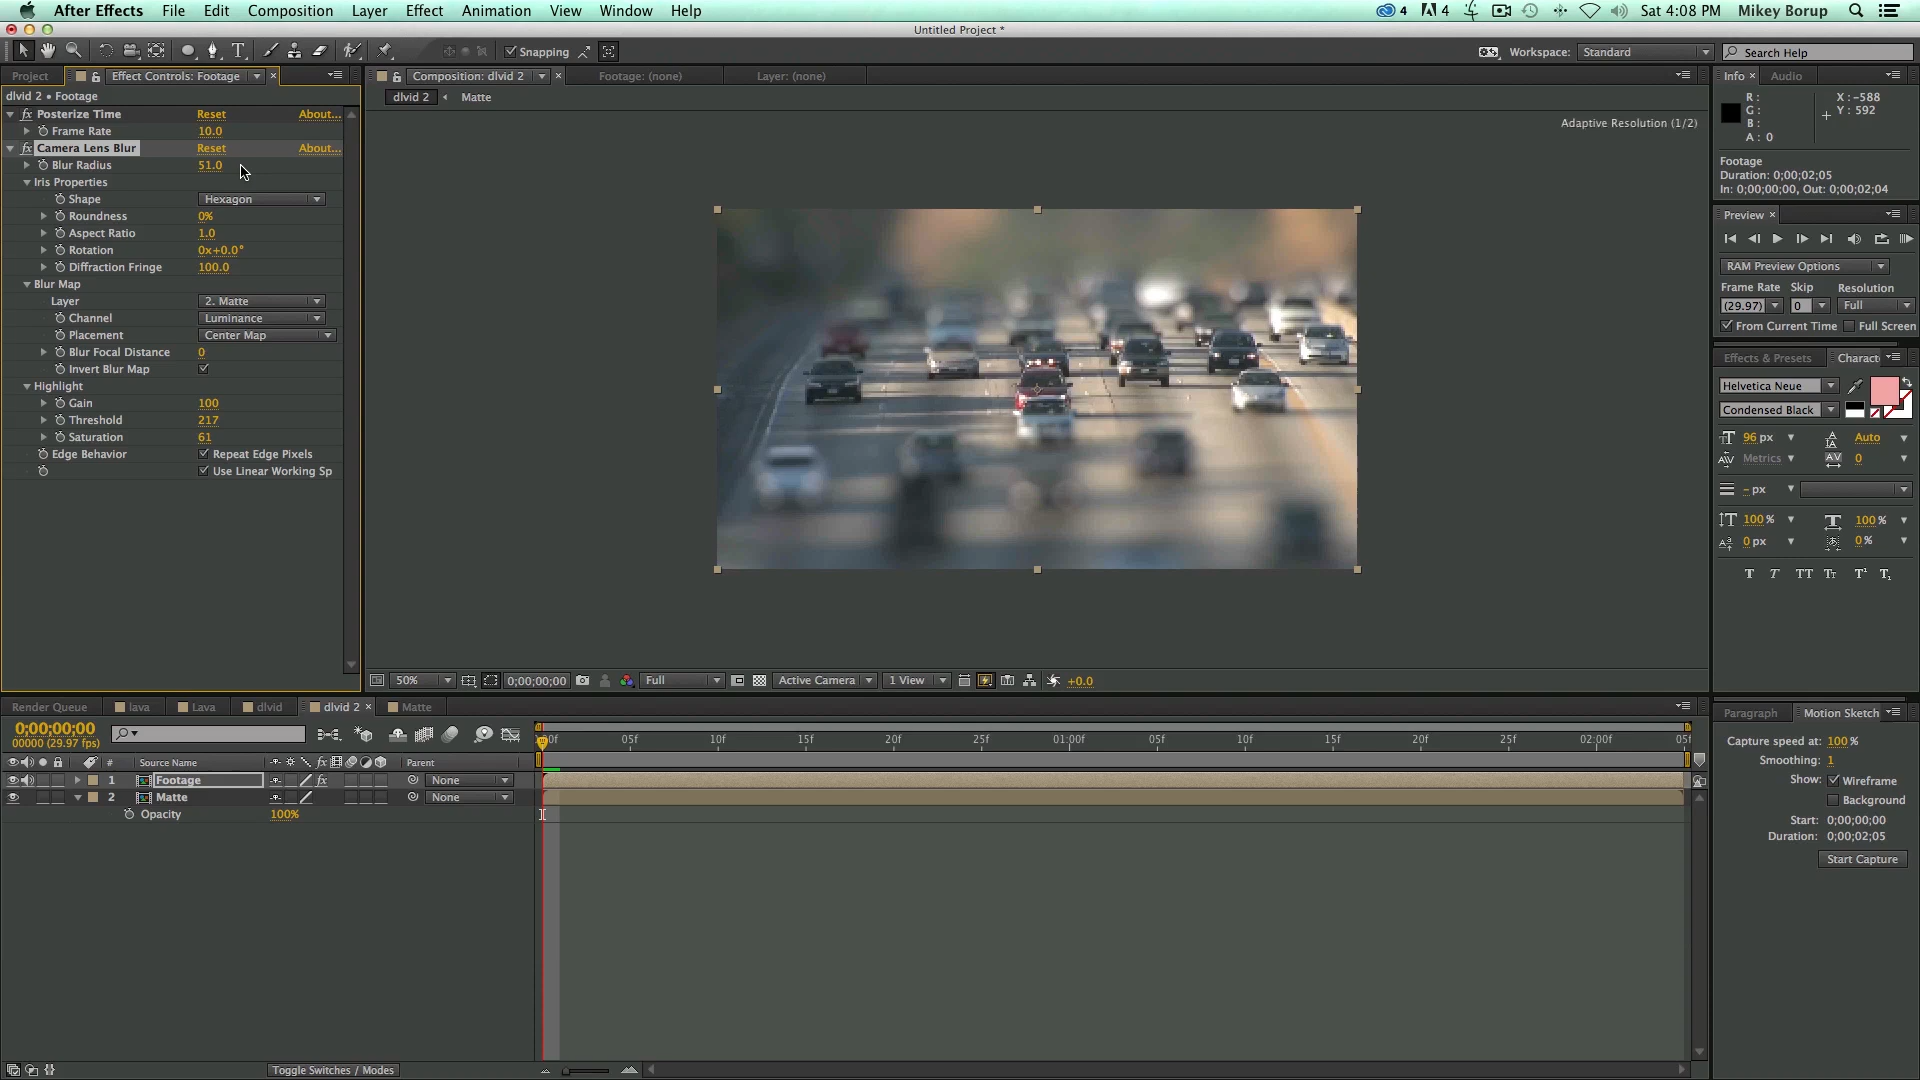 After Effects File Edit Composition Layer Effect Animation View Window Help 4 4 Sat 4:08 PM Mikey Borup
Untitled Project *
Snapping Workspace: Standard Search Help
Project Effect Controls: Footage ×
dlvid 2 • Footage
fx Posterize Time Reset About...
Frame Rate 10.0
fx Camera Lens Blur Reset About...
Blur Radius 51.0
Iris Properties
Shape Hexagon
Roundness 0%
Aspect Ratio 1.0
Rotation 0x+0.0°
Diffraction Fringe 100.0
Blur Map
Layer 2. Matte
Channel Luminance
Placement Center Map
Blur Focal Distance 0
Invert Blur Map
Highlight
Gain 100
Threshold 217
Saturation 61
Edge Behavior Repeat Edge Pixels
Use Linear Working Sp
Composition: dlvid 2 × Footage: (none) Layer: (none)
dlvid 2 Matte
Adaptive Resolution (1/2)
50% 0;00;00;00 Full Active Camera 1 View +0.0
Info × Audio
R: X: -588
G: Y: 592
B:
A: 0
Footage
Duration: 0;00;02;05
In: 0;00;00;00, Out: 0;00;02;04
Preview ×
RAM Preview Options
Frame Rate Skip Resolution
(29.97) 0 Full
From Current Time Full Screen
Effects & Presets Charact
Helvetica Neue
Condensed Black
96 px Auto
Metrics 0
- px
100 % 100 %
0 px 0 %
T T TT Tt T¹ T₁
Render Queue lava Lava dlvid dlvid 2 × Matte
0;00;00;00
00000 (29.97 fps)
:00f 05f 10f 15f 20f 25f 01:00f 05f 10f 15f 20f 25f 02:00f 05f
# Source Name fx Parent
1 Footage fx None
2 Matte None
Opacity 100%
Toggle Switches / Modes
Paragraph Motion Sketch
Capture speed at: 100 %
Smoothing: 1
Show: Wireframe
Background
Start: 0;00;00;00
Duration: 0;00;02;05
Start Capture